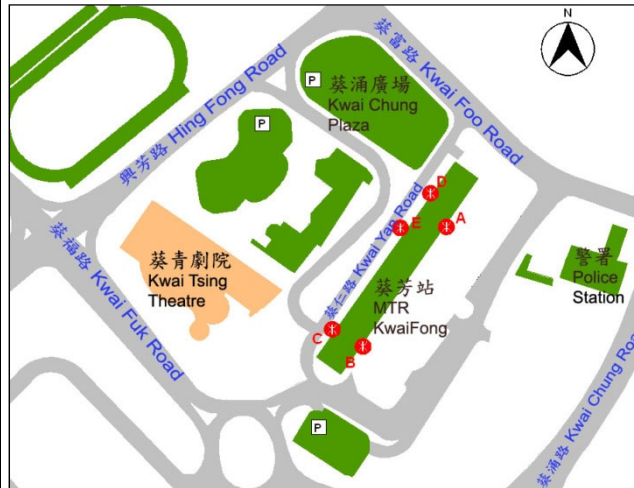 N
葵富路 Kwai Foo Road
興芳路 Hing Fong Road
P
葵涌廣場
Kwai Chung
Plaza
P
D
A
E
葵仁路 Kwai Yan Road
葵青劇院
Kwai Tsing
Theatre
葵福路 Kwai Fuk Road
葵芳站
MTR
KwaiFong
警署
Police
Station
C
B
P
葵涌路 Kwai Chung Roa